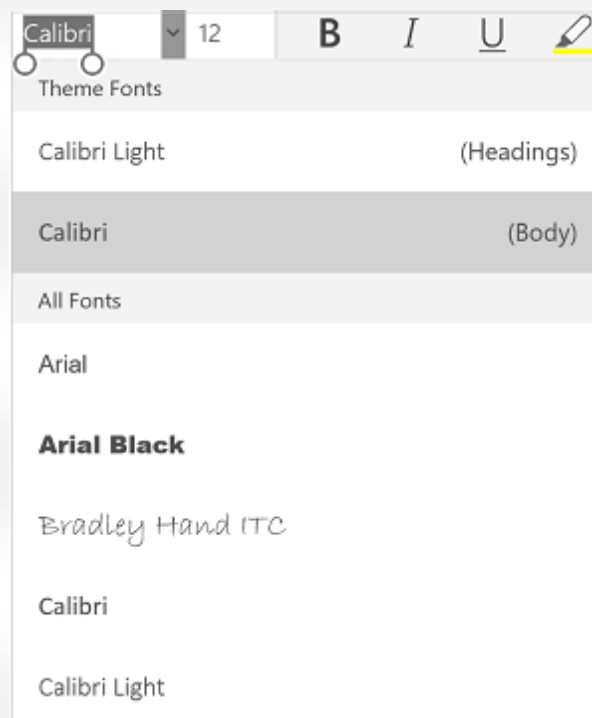 Calibri 12 B I U
Theme Fonts
Calibri Light (Headings)
Calibri (Body)
All Fonts
Arial
Arial Black
Bradley Hand ITC
Calibri
Calibri Light